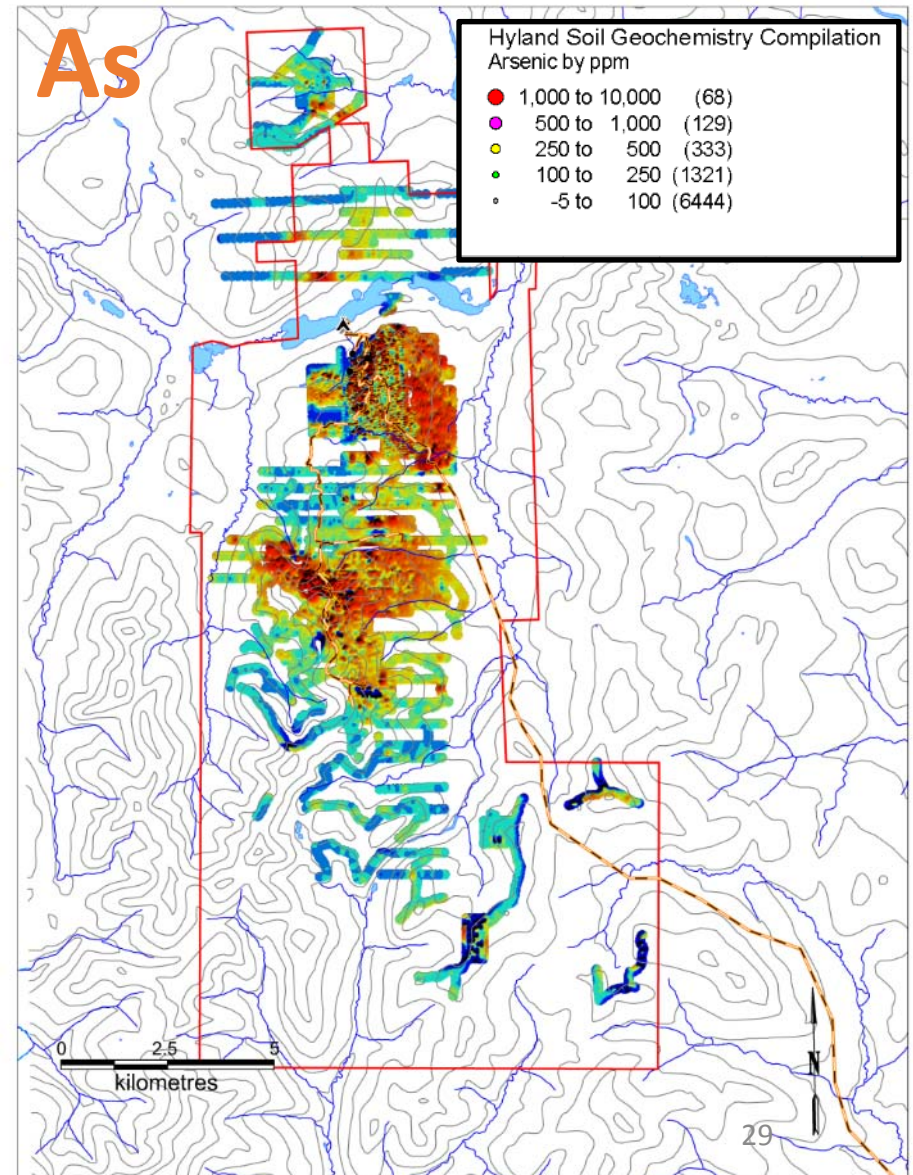 As
Hyland Soil Geochemistry Compilation
Arsenic by ppm
1,000 to 10,000 (68)
500 to 1,000 (129)
250 to 500 (333)
100 to 250 (1321)
-5 to 100 (6444)
0 2.5 5
kilometres
N
29